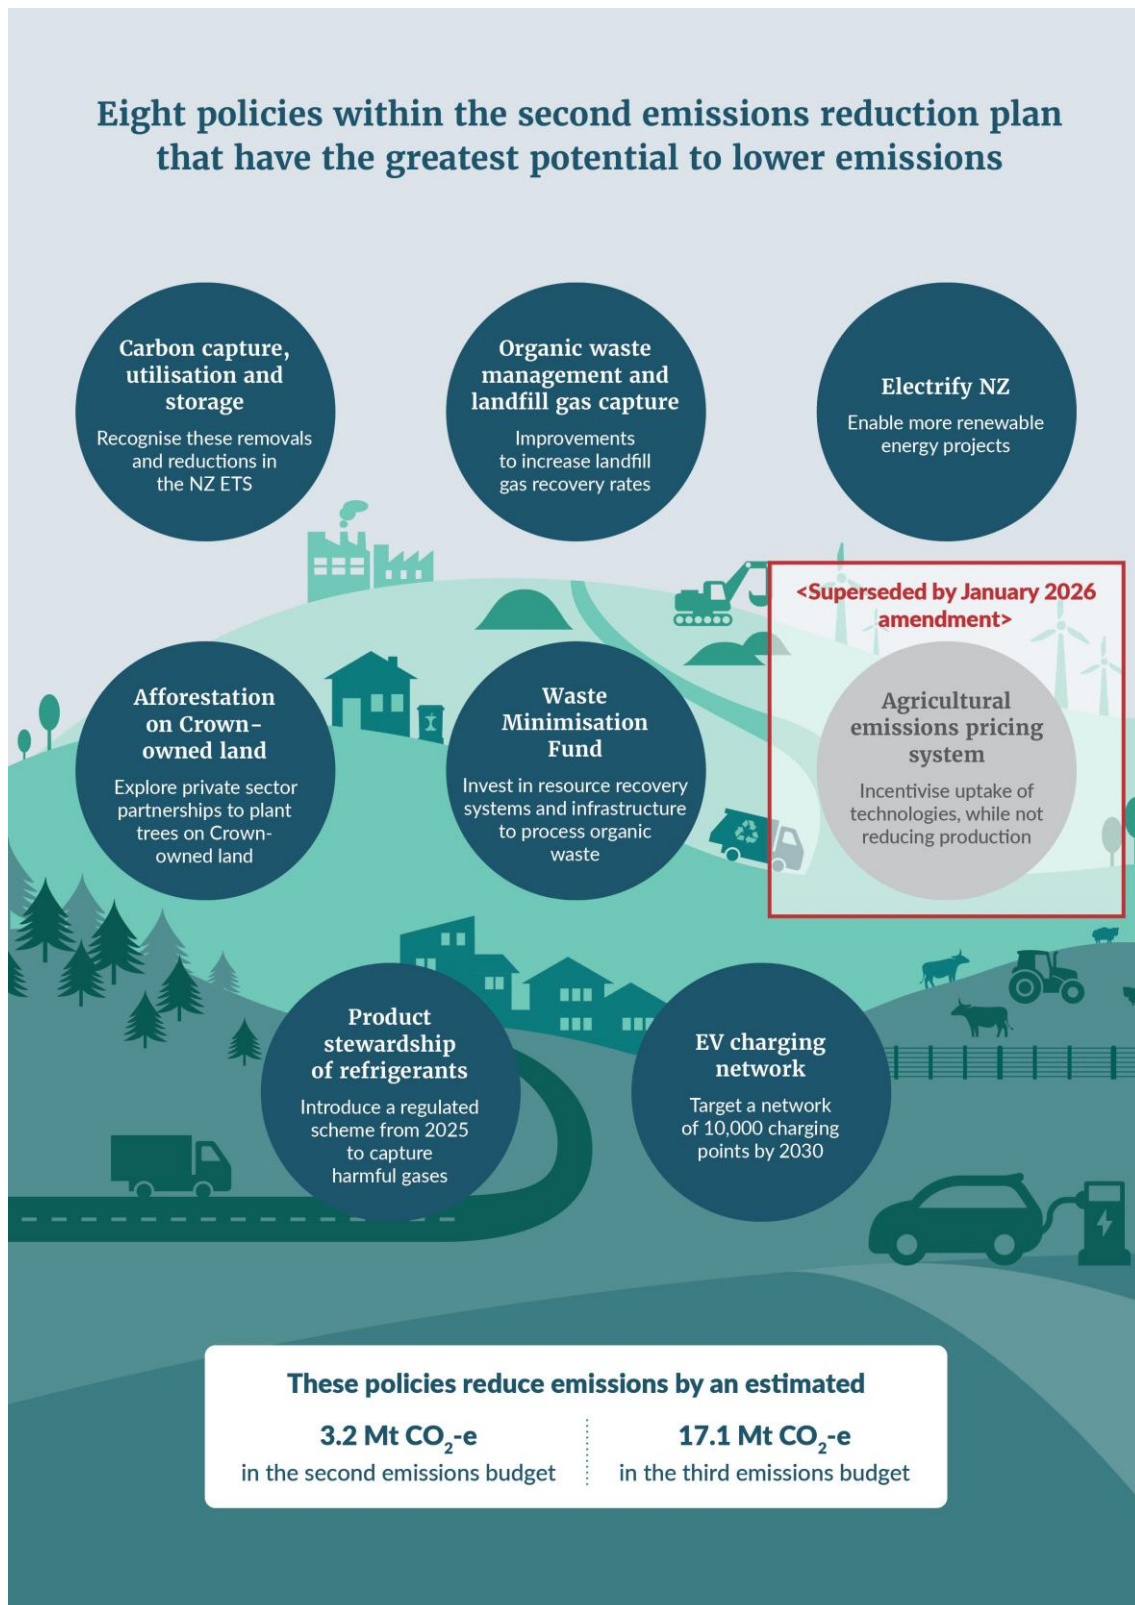 Eight policies within the second emissions reduction plan
that have the greatest potential to lower emissions
Carbon capture,
utilisation and
storage
Recognise these removals
and reductions in
the NZ ETS
Organic waste
management and
landfill gas capture
Improvements
to increase landfill
gas recovery rates
Electrify NZ
Enable more renewable
energy projects
Afforestation
on Crown-
owned land
Explore private sector
partnerships to plant
trees on Crown-
owned land
Waste
Minimisation
Fund
Invest in resource recovery
systems and infrastructure
to process organic
waste
<Superseded by January 2026
amendment>
Agricultural
emissions pricing
system
Incentivise uptake of
technologies, while not
reducing production
Product
stewardship
of refrigerants
Introduce a regulated
scheme from 2025
to capture
harmful gases
EV charging
network
Target a network
of 10,000 charging
points by 2030
These policies reduce emissions by an estimated
3.2 Mt CO₂-e
in the second emissions budget
17.1 Mt CO₂-e
in the third emissions budget